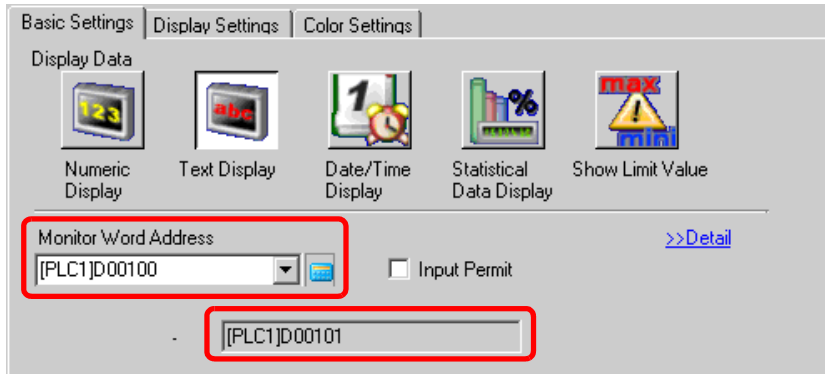 Basic Settings Display Settings Color Settings
Display Data
123 abc 1 % max mini
Numeric Display Text Display Date/Time Display Statistical Data Display Show Limit Value
Monitor Word Address >>Detail
[PLC1]D00100 Input Permit
- [PLC1]D00101